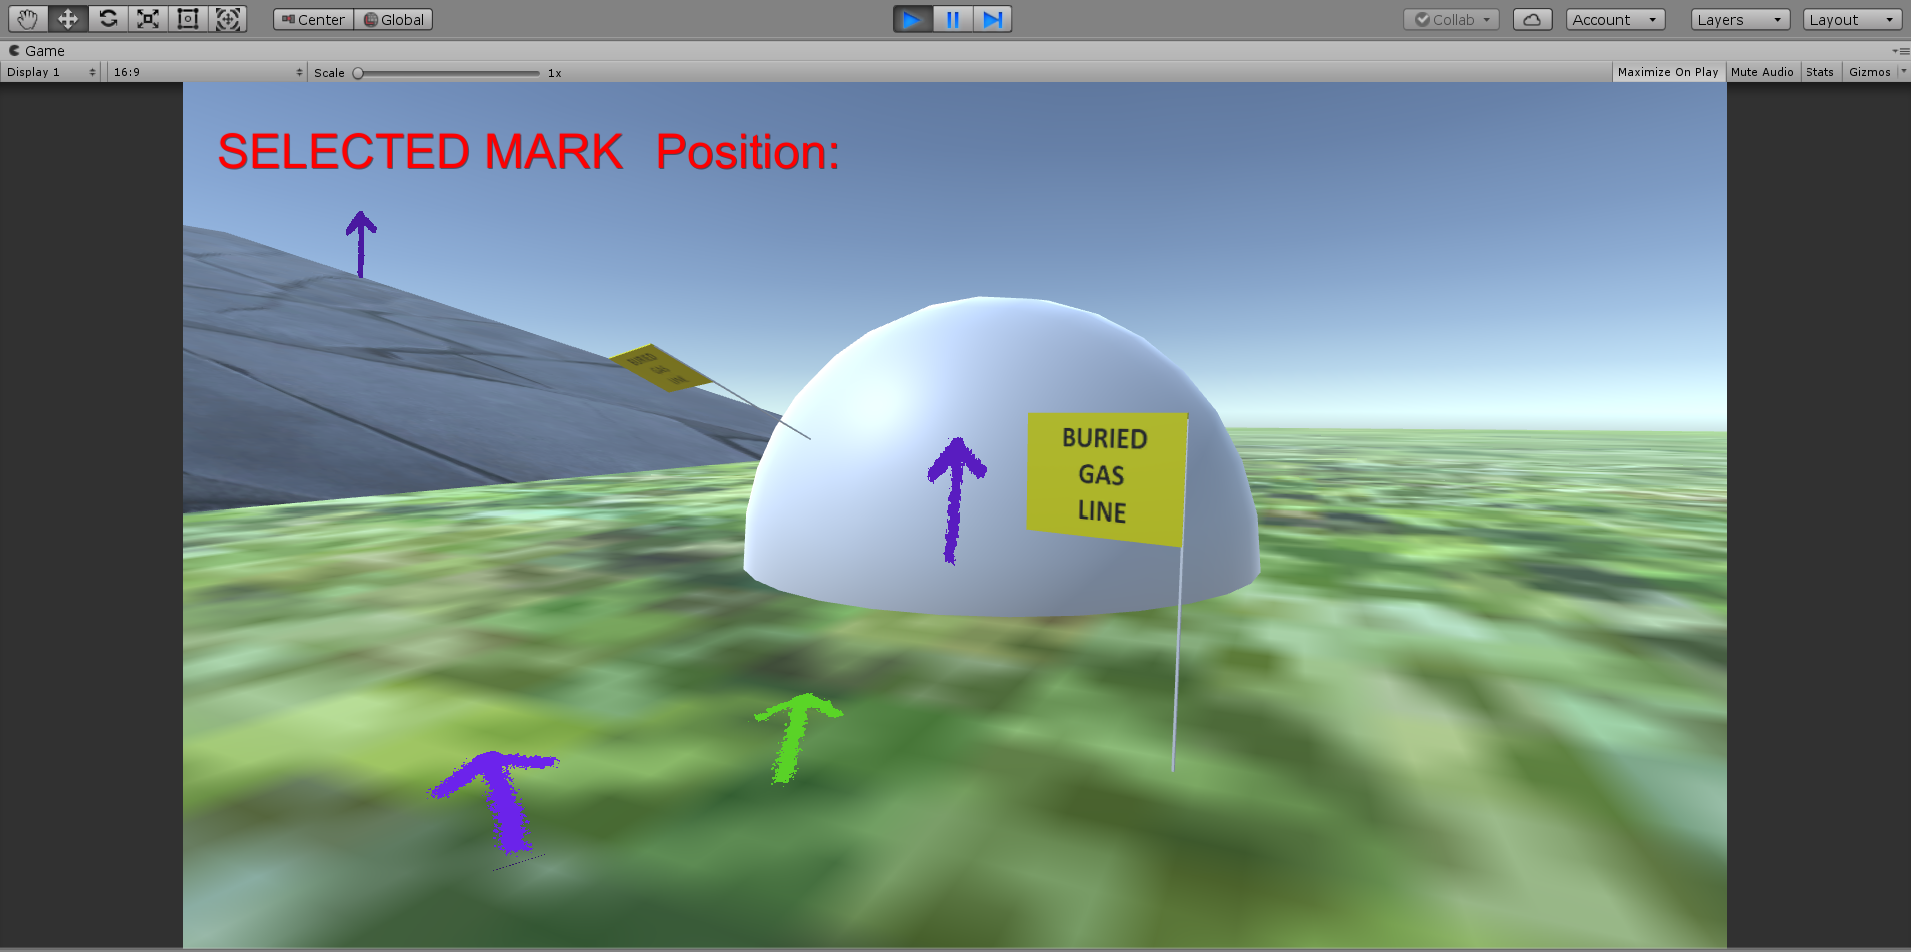 Center Global Collab Account Layers Layout
Game
Display 1 16:9 Scale 1x Maximize On Play Mute Audio Stats Gizmos
SELECTED MARK Position:
BURIED
GAS
LINE
BURIED
GAS
LINE